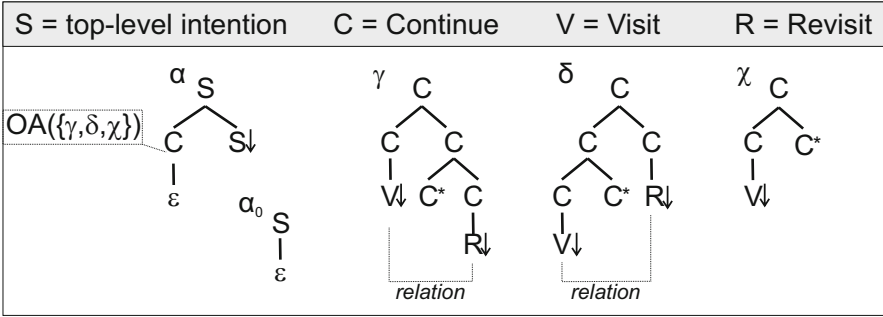 S = top-level intention C = Continue V = Visit R = Revisit
α S γ C δ C χ C
OA({γ,δ,χ}) C S↓ C C C C C C*
ε V↓ C* C C C* R↓ V↓
α₀ S R↓ V↓
ε relation relation